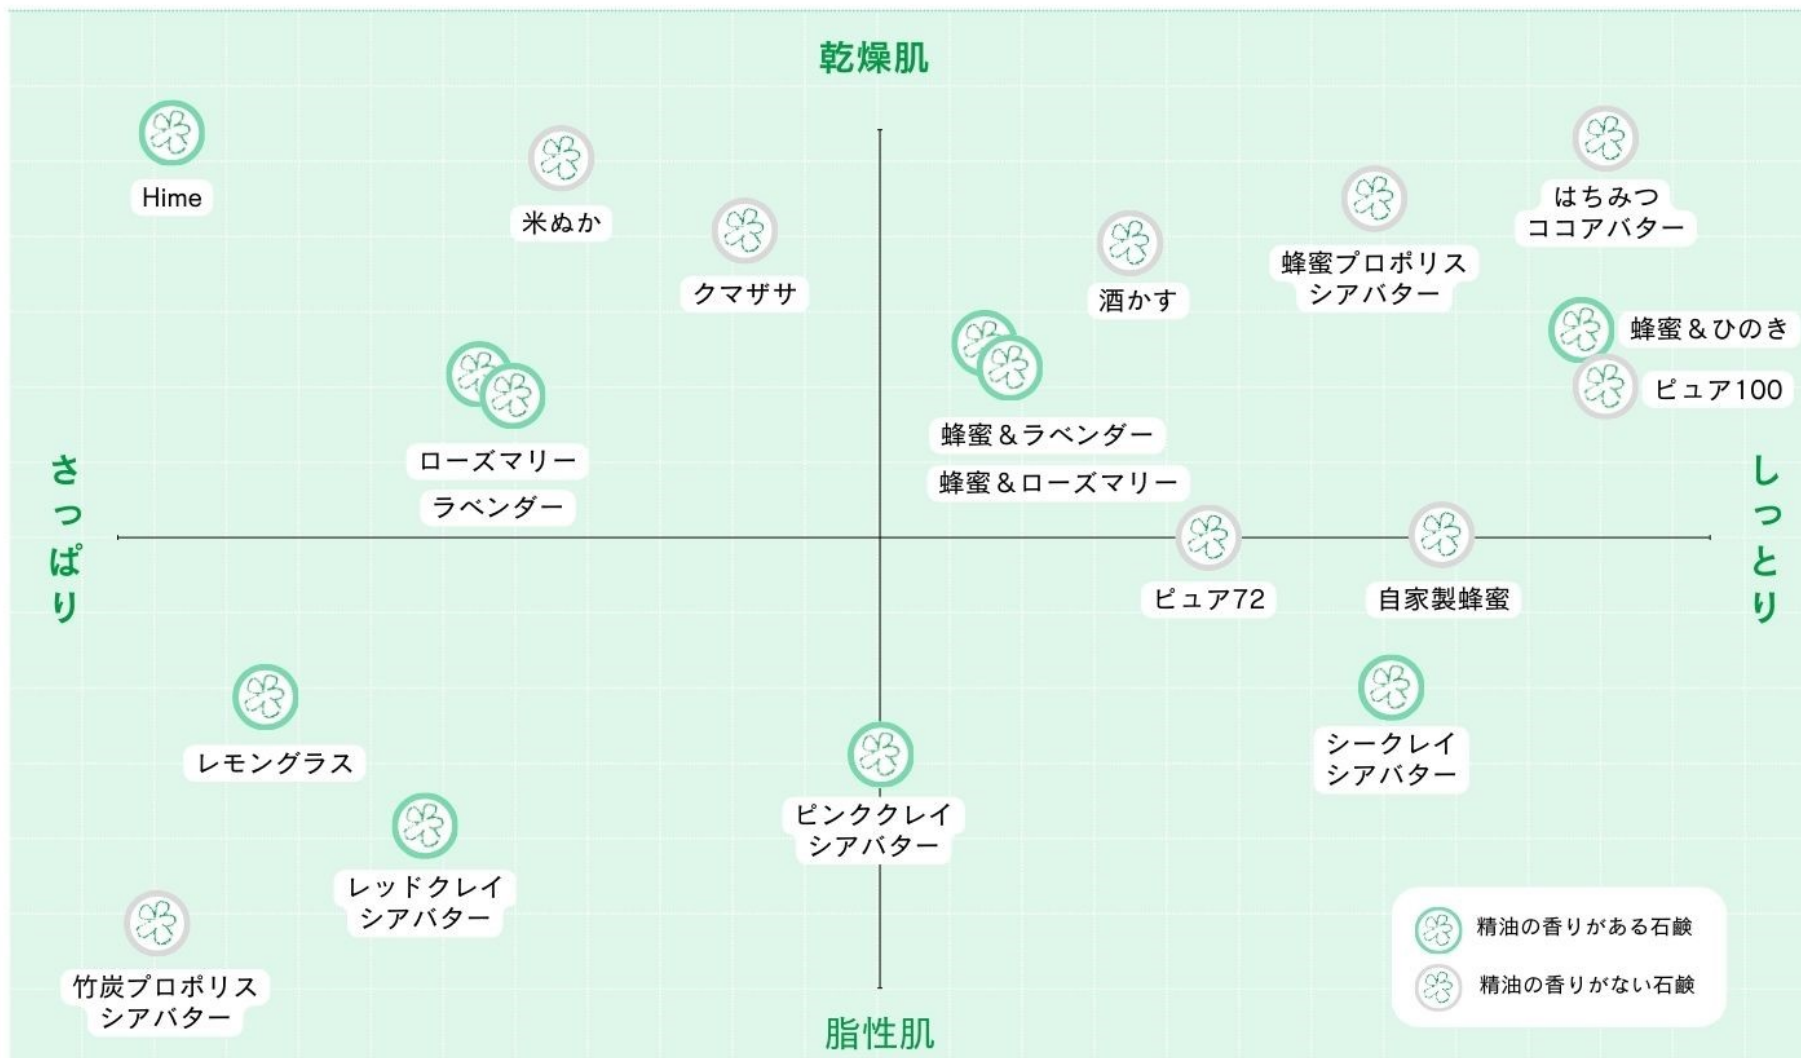 乾燥肌
Hime
米ぬか
クマザサ
酒かす
蜂蜜プロポリス
シアバター
はちみつ
ココアバター
蜂蜜＆ひのき
ピュア100
ローズマリー
ラベンダー
蜂蜜＆ラベンダー
蜂蜜＆ローズマリー
さっぱり
しっとり
ピュア72
自家製蜂蜜
レモングラス
レッドクレイ
シアバター
ピンククレイ
シアバター
シークレイ
シアバター
竹炭プロポリス
シアバター
脂性肌
精油の香りがある石鹸
精油の香りがない石鹸